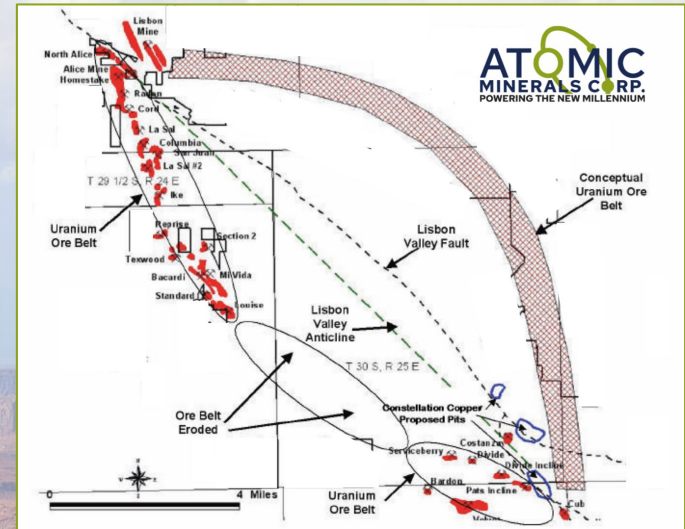 ATOMIC
MINERALS CORP.
POWERING THE NEW MILLENNIUM
Lisbon
Mine
North Alice
Alice Mine
Homestake
Radon
Cord
La Sal
Columbia
San Juan
La Sal #2
T 29 1/2 S, R 24 E
Ike
Uranium
Ore Belt
Reprise
Section 2
Texwood
Bacardi
Mi Vida
Standard
Louise
Conceptual
Uranium Ore
Belt
Lisbon
Valley Fault
Lisbon
Valley
Anticline
T 30 S, R 25 E
Ore Belt
Eroded
Constellation Copper
Proposed Pits
Costanza
Serviceberry
Divide
Divide Incline
Bardon
Pats Incline
Cub
Uranium
Ore Belt
0
4 Miles